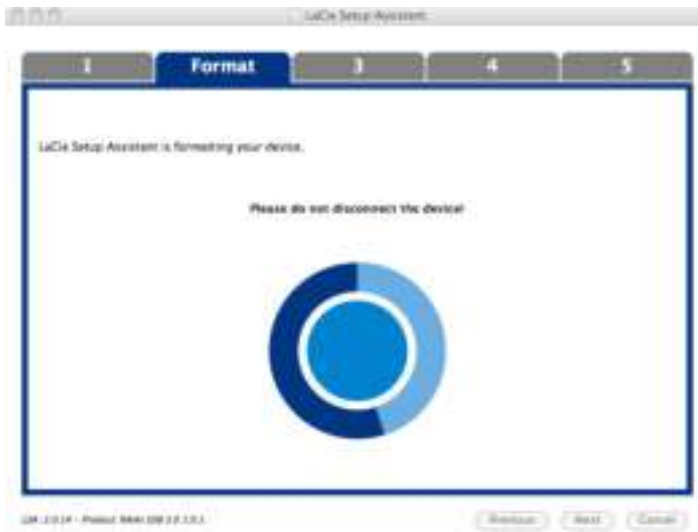 LaCie Setup Assistant
1 Format 3 4 5
LaCie Setup Assistant is formatting your device.
Please do not disconnect the device!
Previous Next Cancel